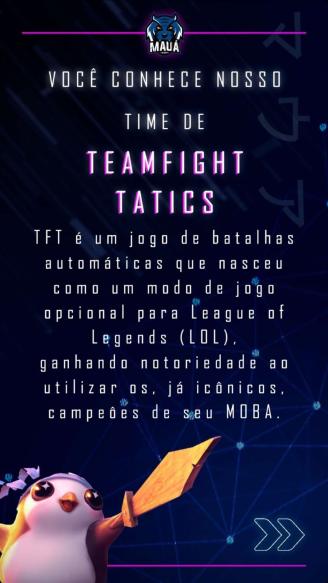 MAUÁ
VOCÊ CONHECE NOSSO
TIME DE
TEAMFIGHT
TATICS
TFT é um jogo de batalhas
automáticas que nasceu
como um modo de jogo
opcional para League of
Legends (LOL),
ganhando notoriedade ao
utilizar os, já icônicos,
campeões de seu MOBA.